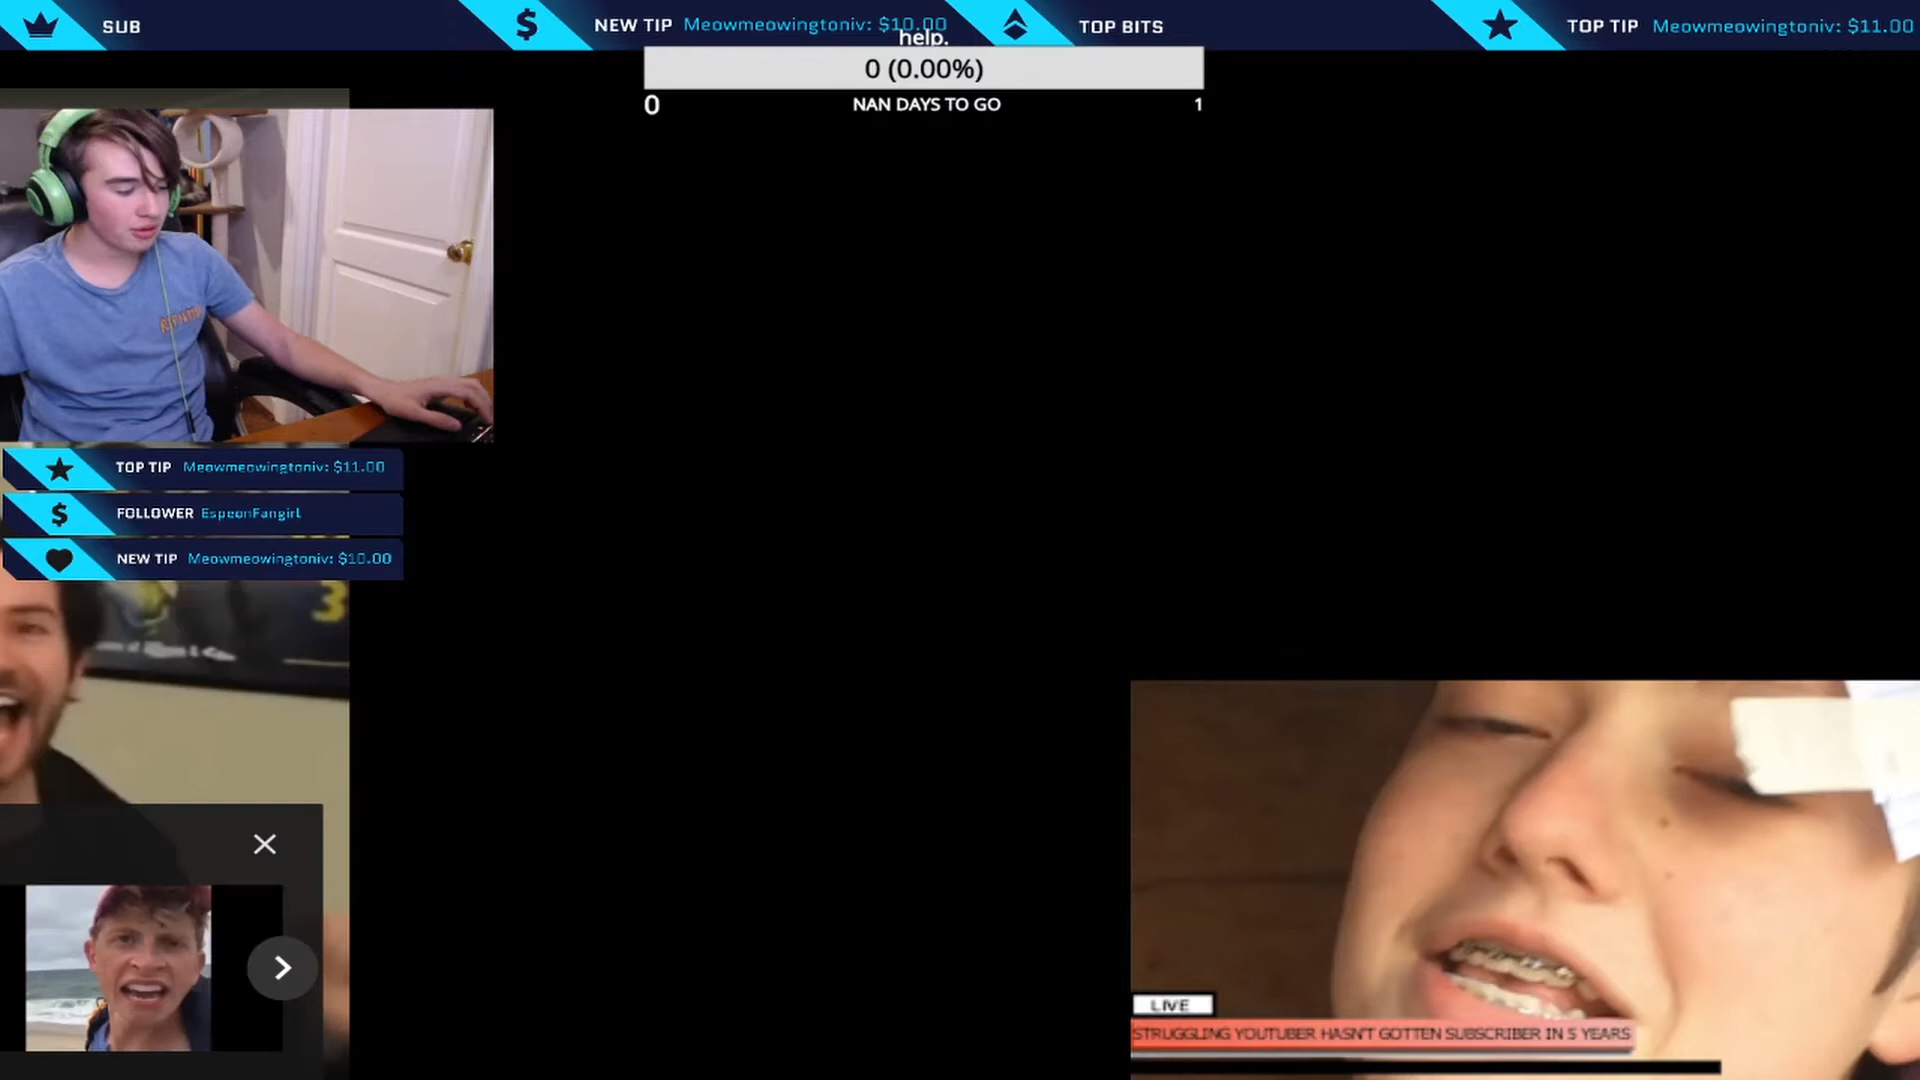 SUB
NEW TIP Meowmeowingtoniv: $10.00
TOP BITS
TOP TIP Meowmeowingtoniv: $11.00
help.
0 (0.00%)
0 NAN DAYS TO GO 1
TOP TIP Meowmeowingtoniv: $11.00
FOLLOWER EspeonFangirl
NEW TIP Meowmeowingtoniv: $10.00
3
LIVE
STRUGGLING YOUTUBER HASN'T GOTTEN SUBSCRIBER IN 5 YEARS